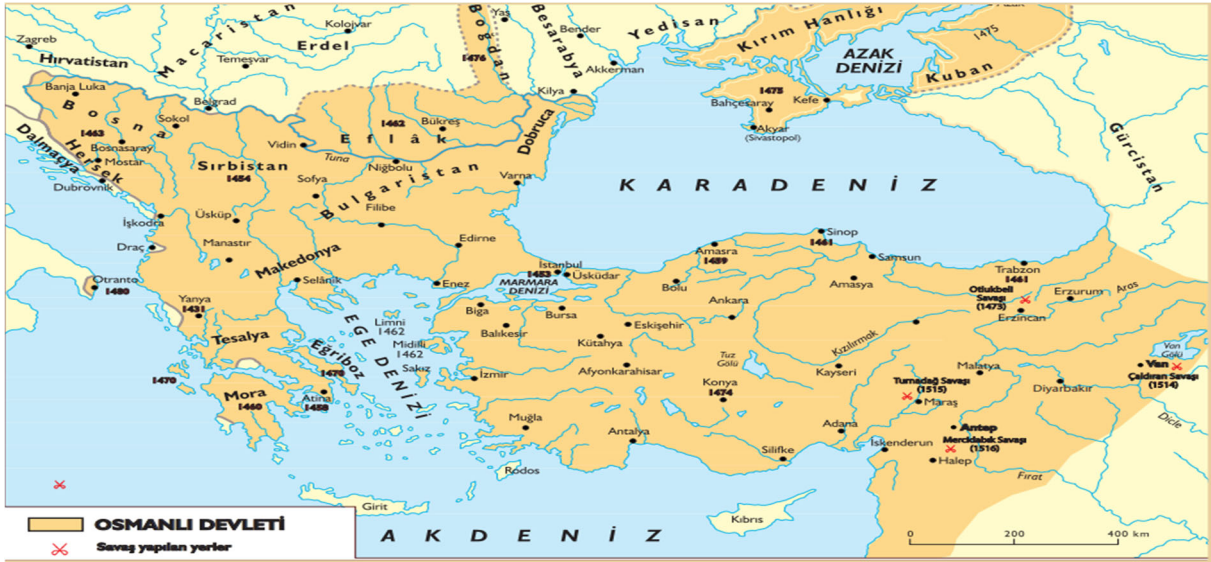 Zagreb
Hırvatistan
Macaristan
Kolojvar
Erdel
Temeşvar
Boğdan
1476
Yaş
Besarabya
Bender
Yedisan
Akkerman
Kilya
Kırım Hanlığı
1475
AZAK
DENİZİ
Kuban
1475
Bahçesaray
Kefe
Akyar
(Sivastopol)
Gürcistan
Banja Luka
Bosna
1463
Sokol
Belgrad
Bosnasaray
Hersek
Mostar
Dalmaçya
Dubrovnik
Vidin
Eflâk
1462
Bükreş
Dobruca
Tuna
Niğbolu
Sırbistan
1454
Sofya
Bulgaristan
Varna
Filibe
KARADENİZ
İşkodra
Üsküp
Draç
Manastır
Makedonya
Edirne
Selânik
Enez
İstanbul
1453
Üsküdar
MARMARA
DENİZİ
Otranto
1480
Yanya
1431
Tesalya
Biga
Balıkesir
Bursa
Bolu
Amasra
1459
Sinop
1461
Samsun
Amasya
Trabzon
1461
Otlukbeli
Savaşı
(1473)
Erzincan
Erzurum
Aras
Ankara
Eskişehir
Kütahya
Kızılırmak
Limni
1462
Midilli
1462
EGE DENİZİ
Eğriboz
1470
Sakız
İzmir
Afyonkarahisar
Tuz
Gölü
Kayseri
Malatya
Van
Gölü
Van
Çaldıran Savaşı
(1514)
Diyarbakır
Dicle
1470
Mora
1460
Atina
1458
Konya
1474
Turnadağ Savaşı
(1515)
Maraş
Muğla
Antalya
Silifke
Adana
Antep
Mercidabık Savaşı
(1516)
İskenderun
Halep
Fırat
Rodos
Girit
Kıbrıs
AKDENİZ
OSMANLI DEVLETİ
Savaş yapılan yerler
0 200 400 km